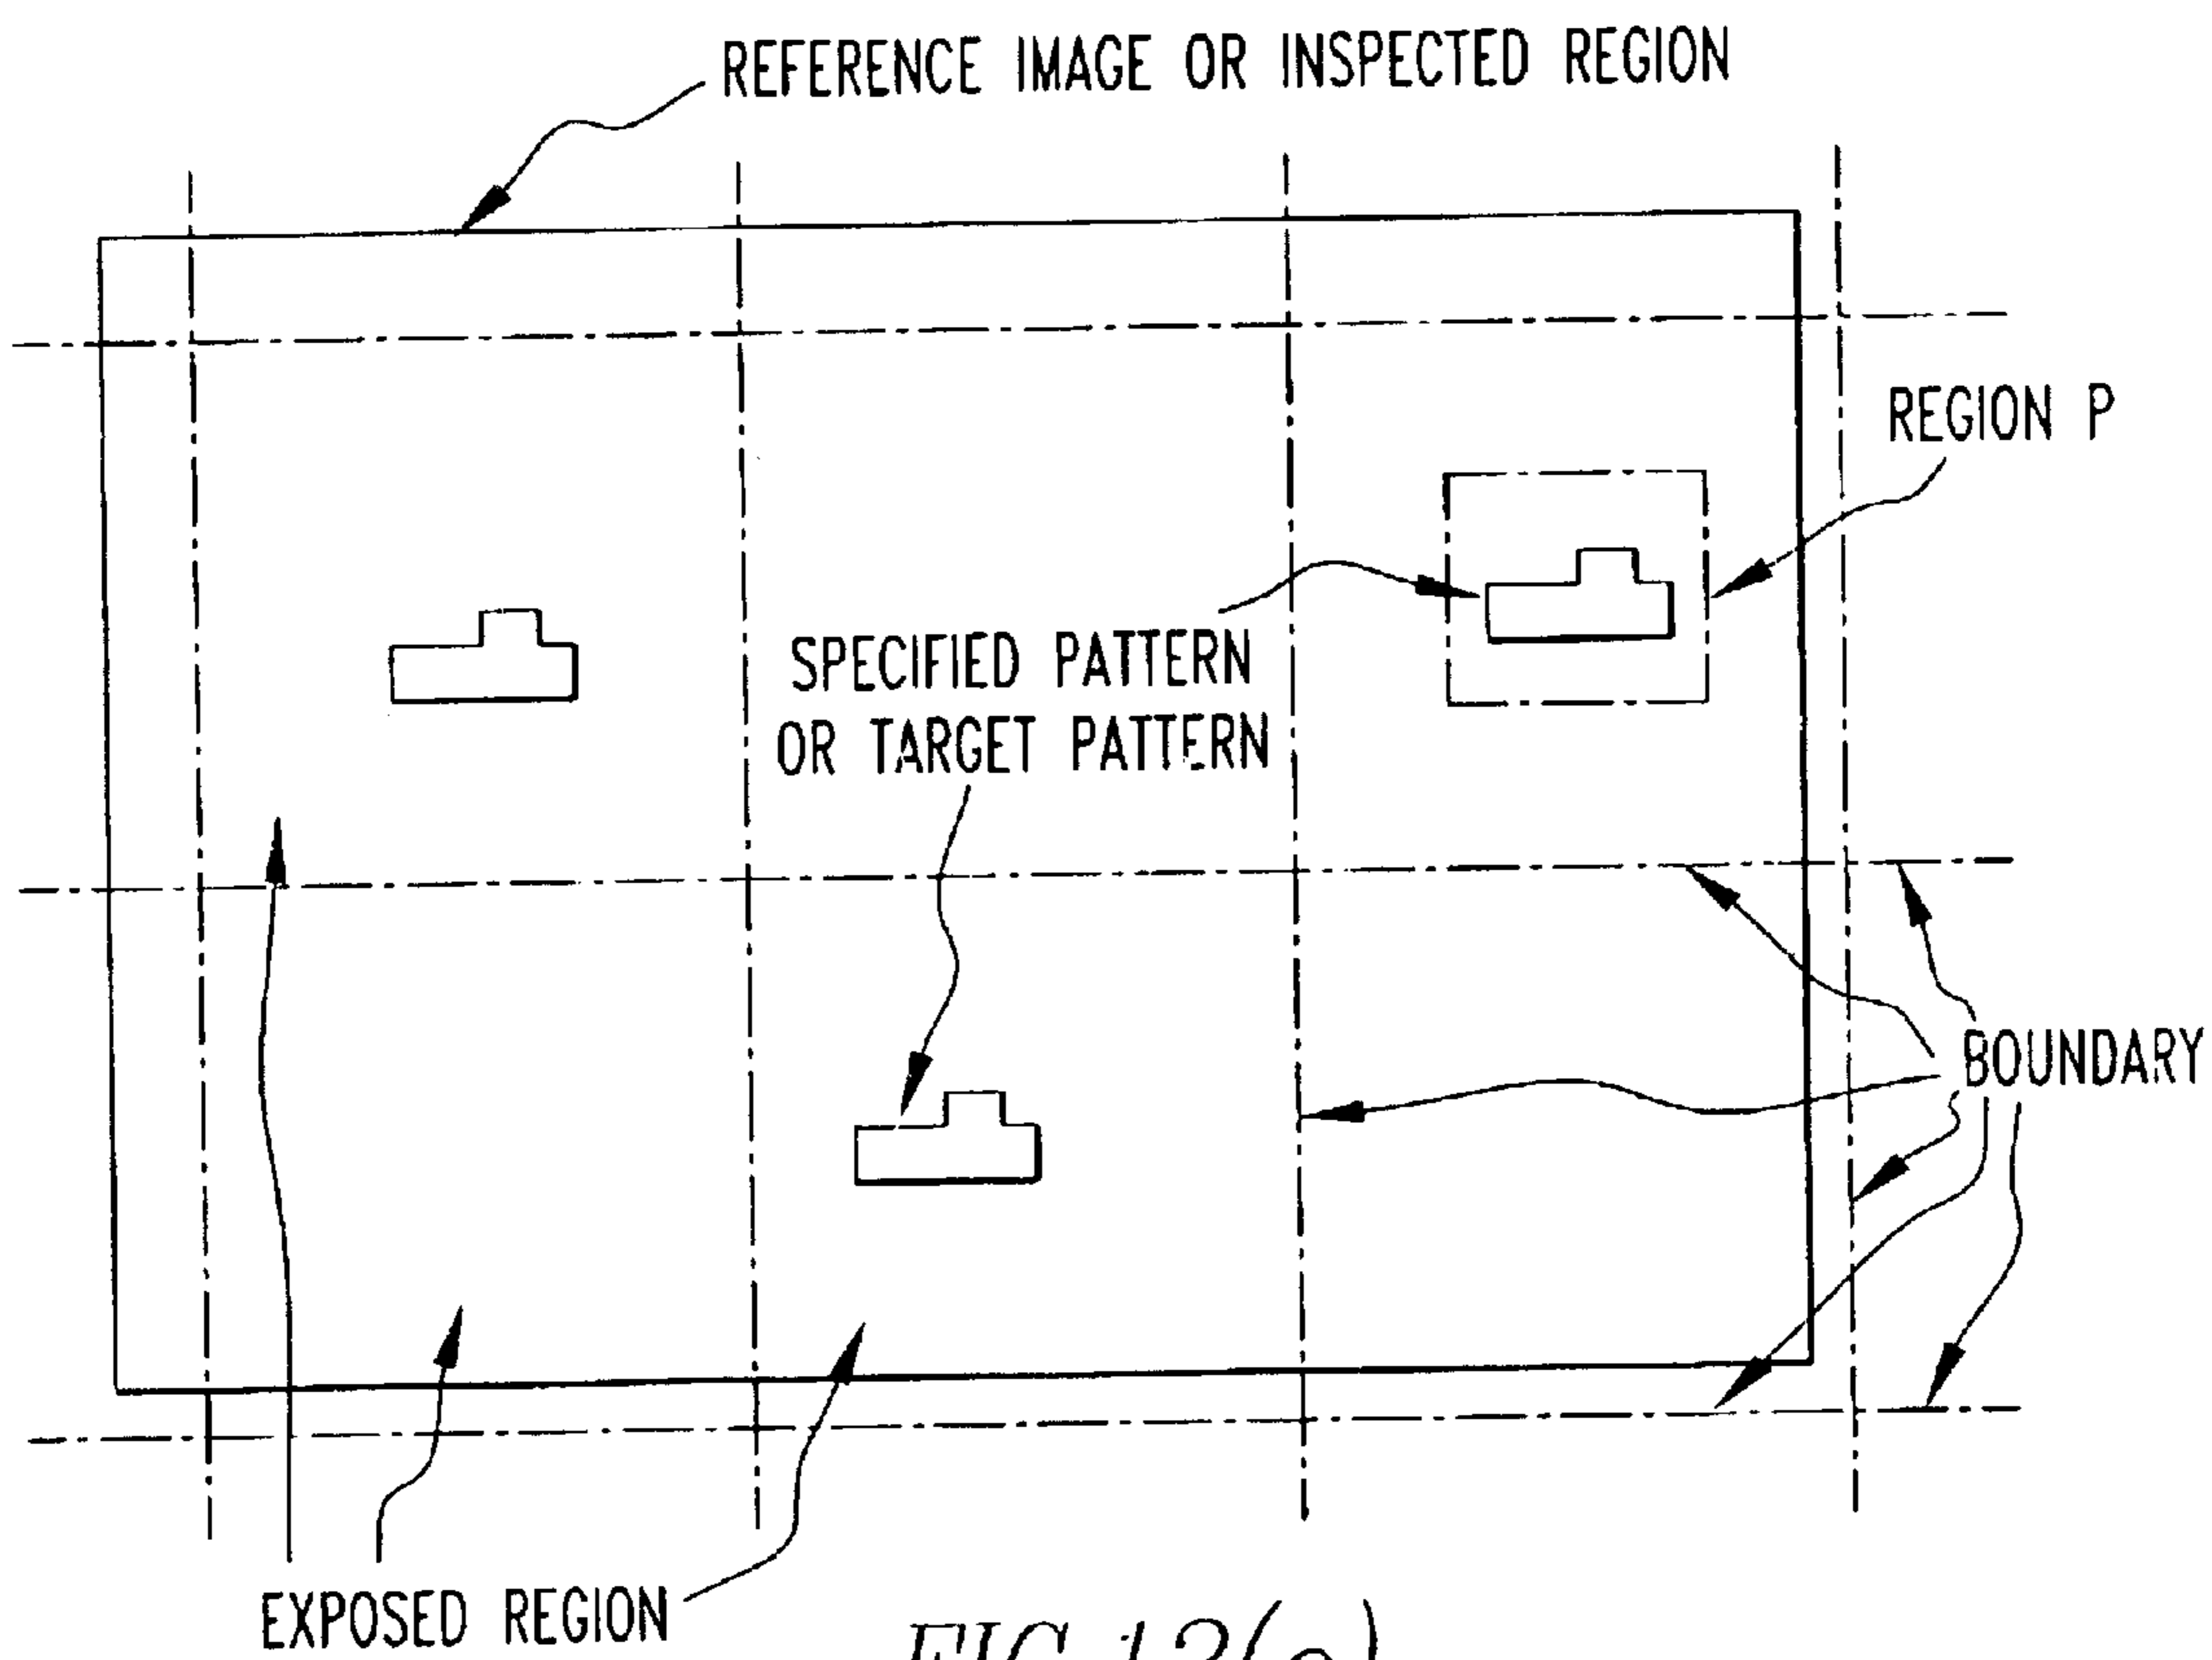 REFERENCE IMAGE OR INSPECTED REGION
REGION P
SPECIFIED PATTERN
OR TARGET PATTERN
BOUNDARY
EXPOSED REGION